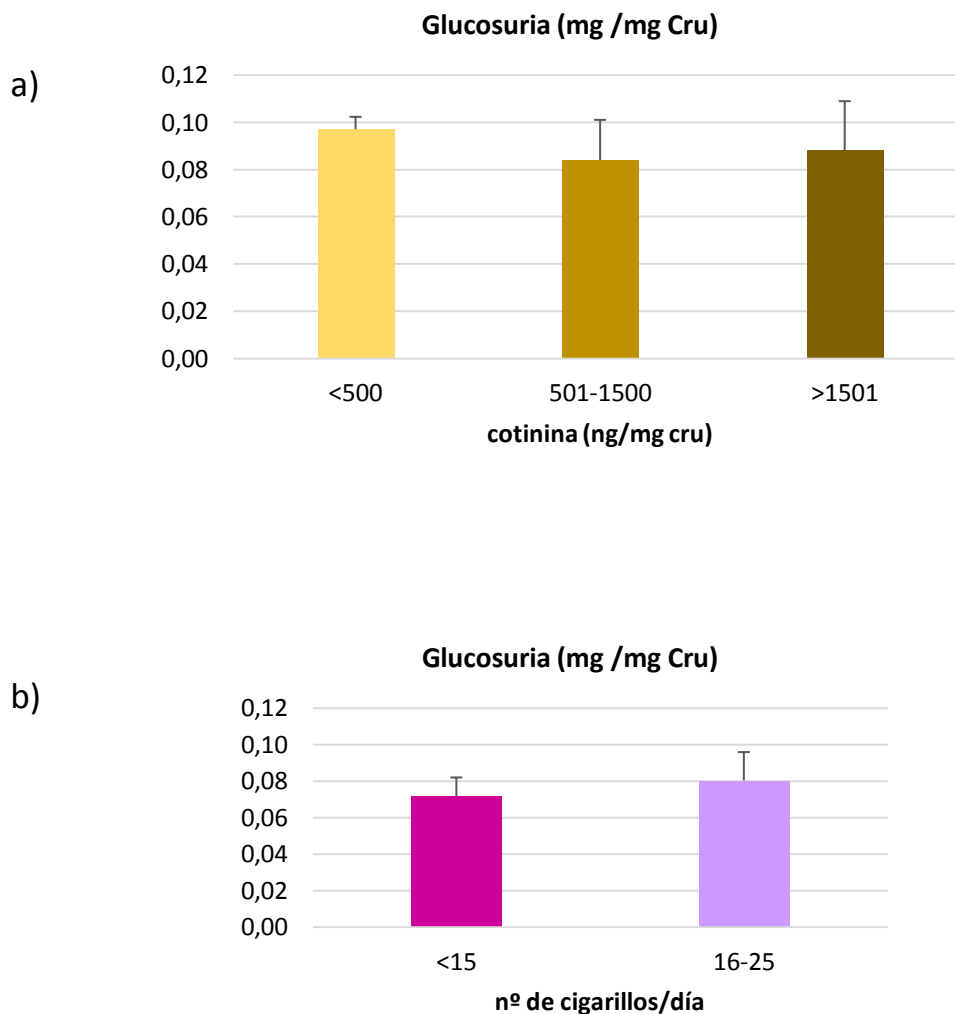 Glucosuria (mg /mg Cru)
a)
0,12
0,10
0,08
0,06
0,04
0,02
0,00
<500 501-1500 >1501
cotinina (ng/mg cru)
Glucosuria (mg /mg Cru)
b)
0,12
0,10
0,08
0,06
0,04
0,02
0,00
<15 16-25
nº de cigarillos/día